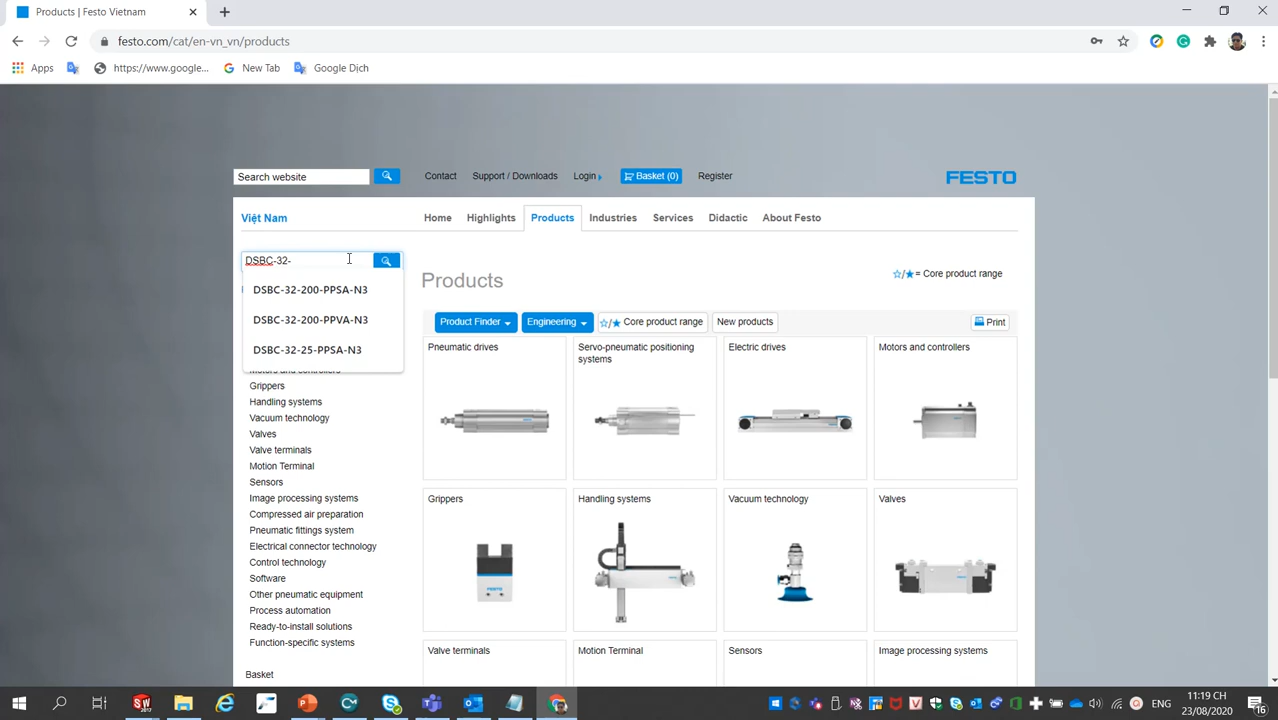 Products | Festo Vietnam
festo.com/cat/en-vn_vn/products
Apps
https://www.google...
New Tab
Google Dịch
Search website
Contact
Support / Downloads
Login
Basket (0)
Register
FESTO
Việt Nam
Home
Highlights
Products
Industries
Services
Didactic
About Festo
DSBC-32-
DSBC-32-200-PPSA-N3
DSBC-32-200-PPVA-N3
DSBC-32-25-PPSA-N3
Products
= Core product range
Product Finder
Engineering
Core product range
New products
Print
Motors and controllers
Grippers
Handling systems
Vacuum technology
Valves
Valve terminals
Motion Terminal
Sensors
Image processing systems
Compressed air preparation
Pneumatic fittings system
Electrical connector technology
Control technology
Software
Other pneumatic equipment
Process automation
Ready-to-install solutions
Function-specific systems
Basket
Pneumatic drives
Servo-pneumatic positioning
systems
Electric drives
Motors and controllers
Grippers
Handling systems
Vacuum technology
Valves
Valve terminals
Motion Terminal
Sensors
Image processing systems
ENG
11:19 CH
23/08/2020
16